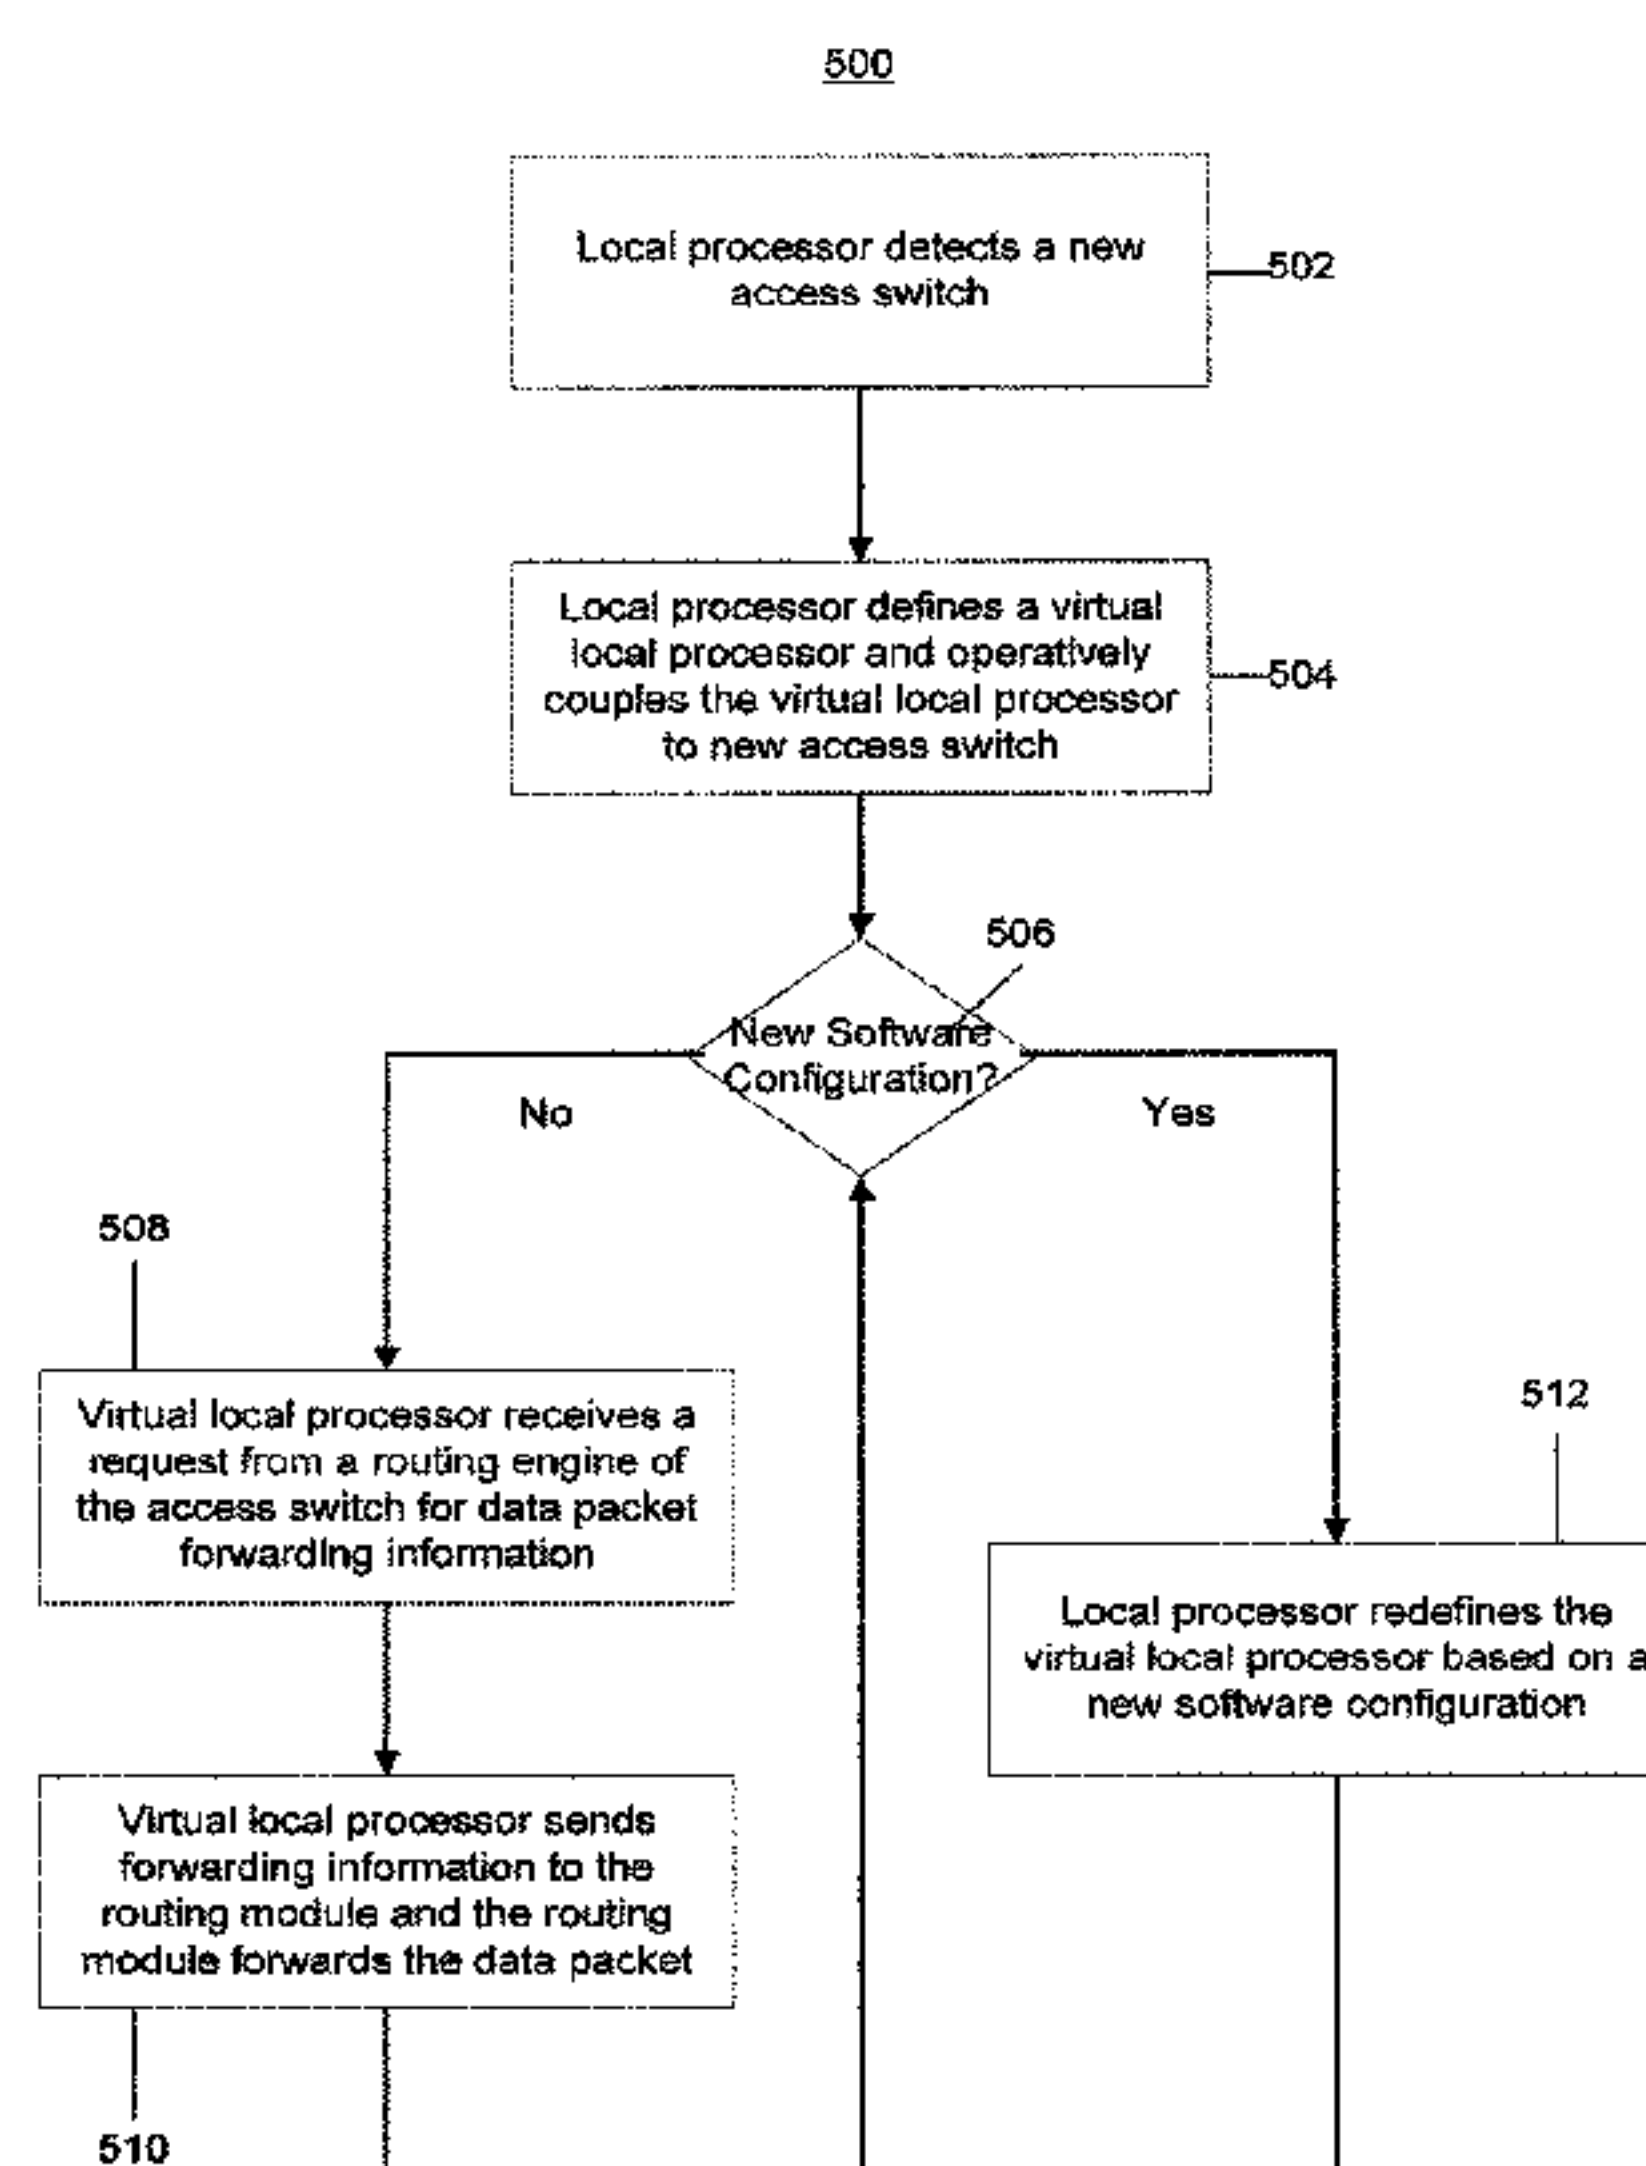 500
Local processor detects a new
access switch
502
Local processor defines a virtual
local processor and operatively
couples the virtual local processor
to new access switch
504
506
New Software
Configuration?
No
Yes
508
Virtual local processor receives a
request from a routing engine of
the access switch for data packet
forwarding information
512
Local processor redefines the
virtual local processor based on a
new software configuration
Virtual local processor sends
forwarding information to the
routing module and the routing
module forwards the data packet
510